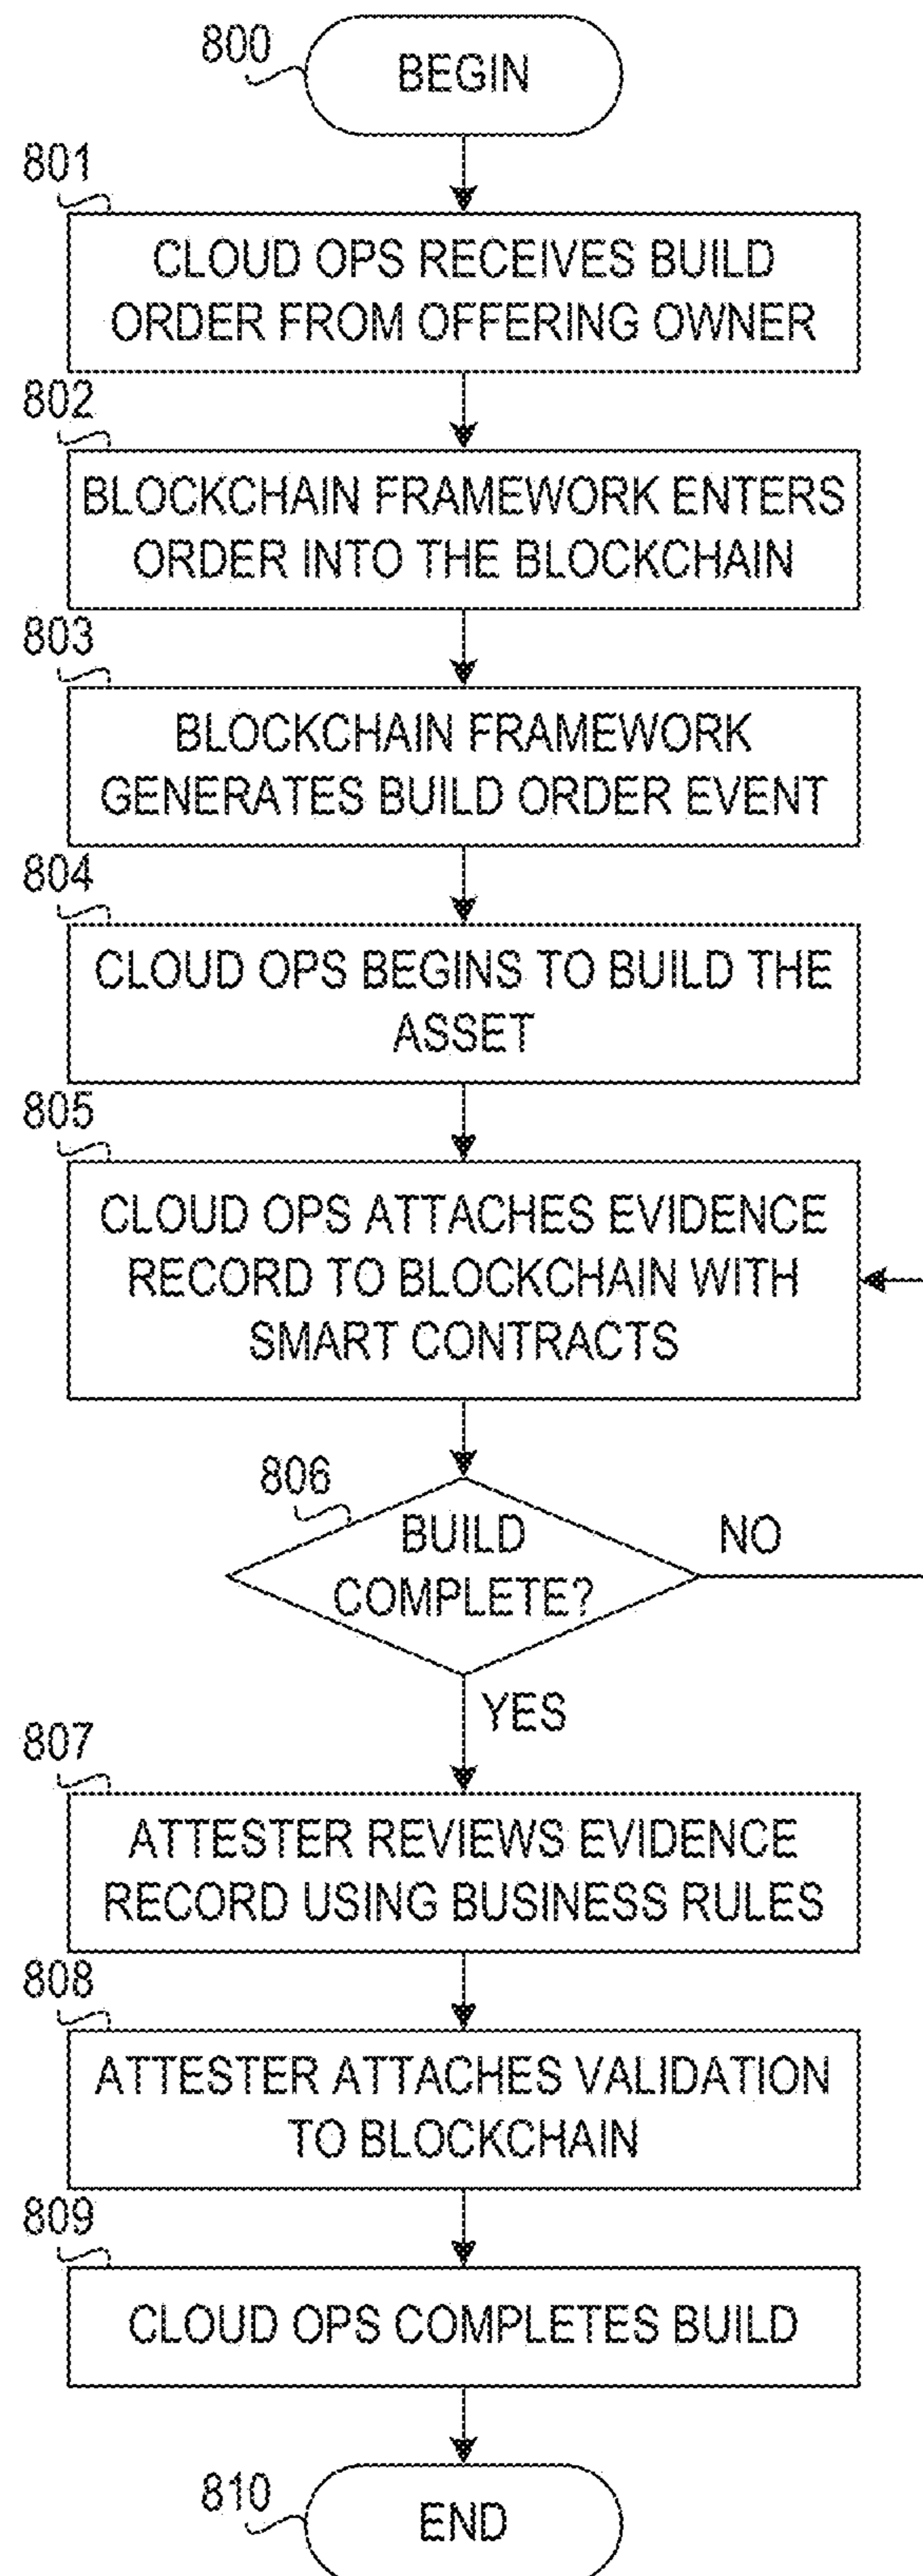 800
BEGIN
801
CLOUD OPS RECEIVES BUILD
ORDER FROM OFFERING OWNER
802
BLOCKCHAIN FRAMEWORK ENTERS
ORDER INTO THE BLOCKCHAIN
803
BLOCKCHAIN FRAMEWORK
GENERATES BUILD ORDER EVENT
804
CLOUD OPS BEGINS TO BUILD THE
ASSET
805
CLOUD OPS ATTACHES EVIDENCE
RECORD TO BLOCKCHAIN WITH
SMART CONTRACTS
806
BUILD
COMPLETE?
NO
YES
807
ATTESTER REVIEWS EVIDENCE
RECORD USING BUSINESS RULES
808
ATTESTER ATTACHES VALIDATION
TO BLOCKCHAIN
809
CLOUD OPS COMPLETES BUILD
810
END